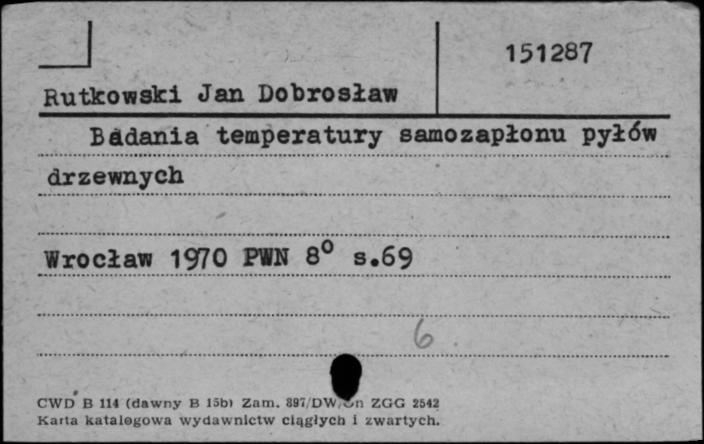 151287
Rutkowski Jan Dobrosław
Badania temperatury samozapłonu pyłów
drzewnych
Wrocław 1970 PWN 8° s.69
6
CWD B 114 (dawny B 15b) Zam. 897/DW/ ZGG 2542
Karta katalogowa wydawnictw ciągłych i zwartych.